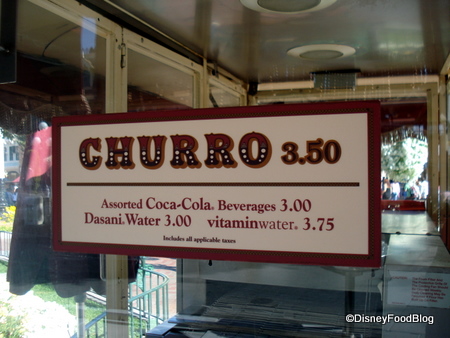 CHURRO 3.50
Assorted Coca-Cola® Beverages 3.00
Dasani® Water 3.00 vitaminwater® 3.75
Includes all applicable taxes
©DisneyFoodBlog